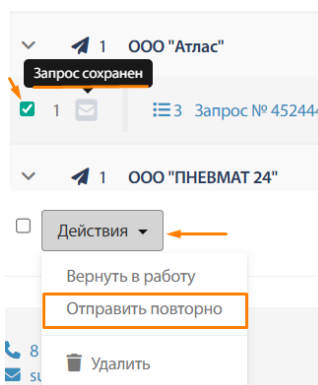 1 ООО "Атлас"
Запрос сохранен
1 3 Запрос № 452444
1 ООО "ПНЕВМАТ 24"
Действия
Вернуть в работу
Отправить повторно
8
Удалить